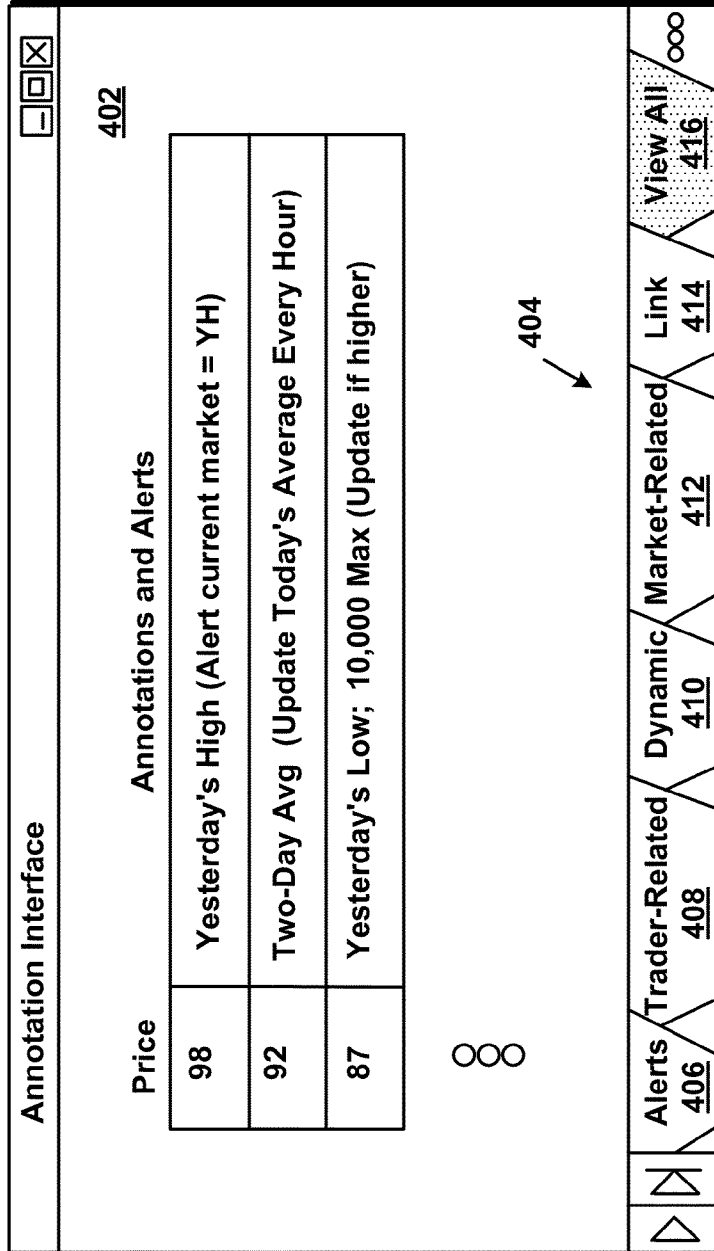 Annotation Interface
402
Price Annotations and Alerts
98 Yesterday's High (Alert current market = YH)
92 Two-Day Avg (Update Today's Average Every Hour)
87 Yesterday's Low; 10,000 Max (Update if higher)
404
Alerts Trader-Related Dynamic Market-Related Link View All
406 408 410 412 414 416